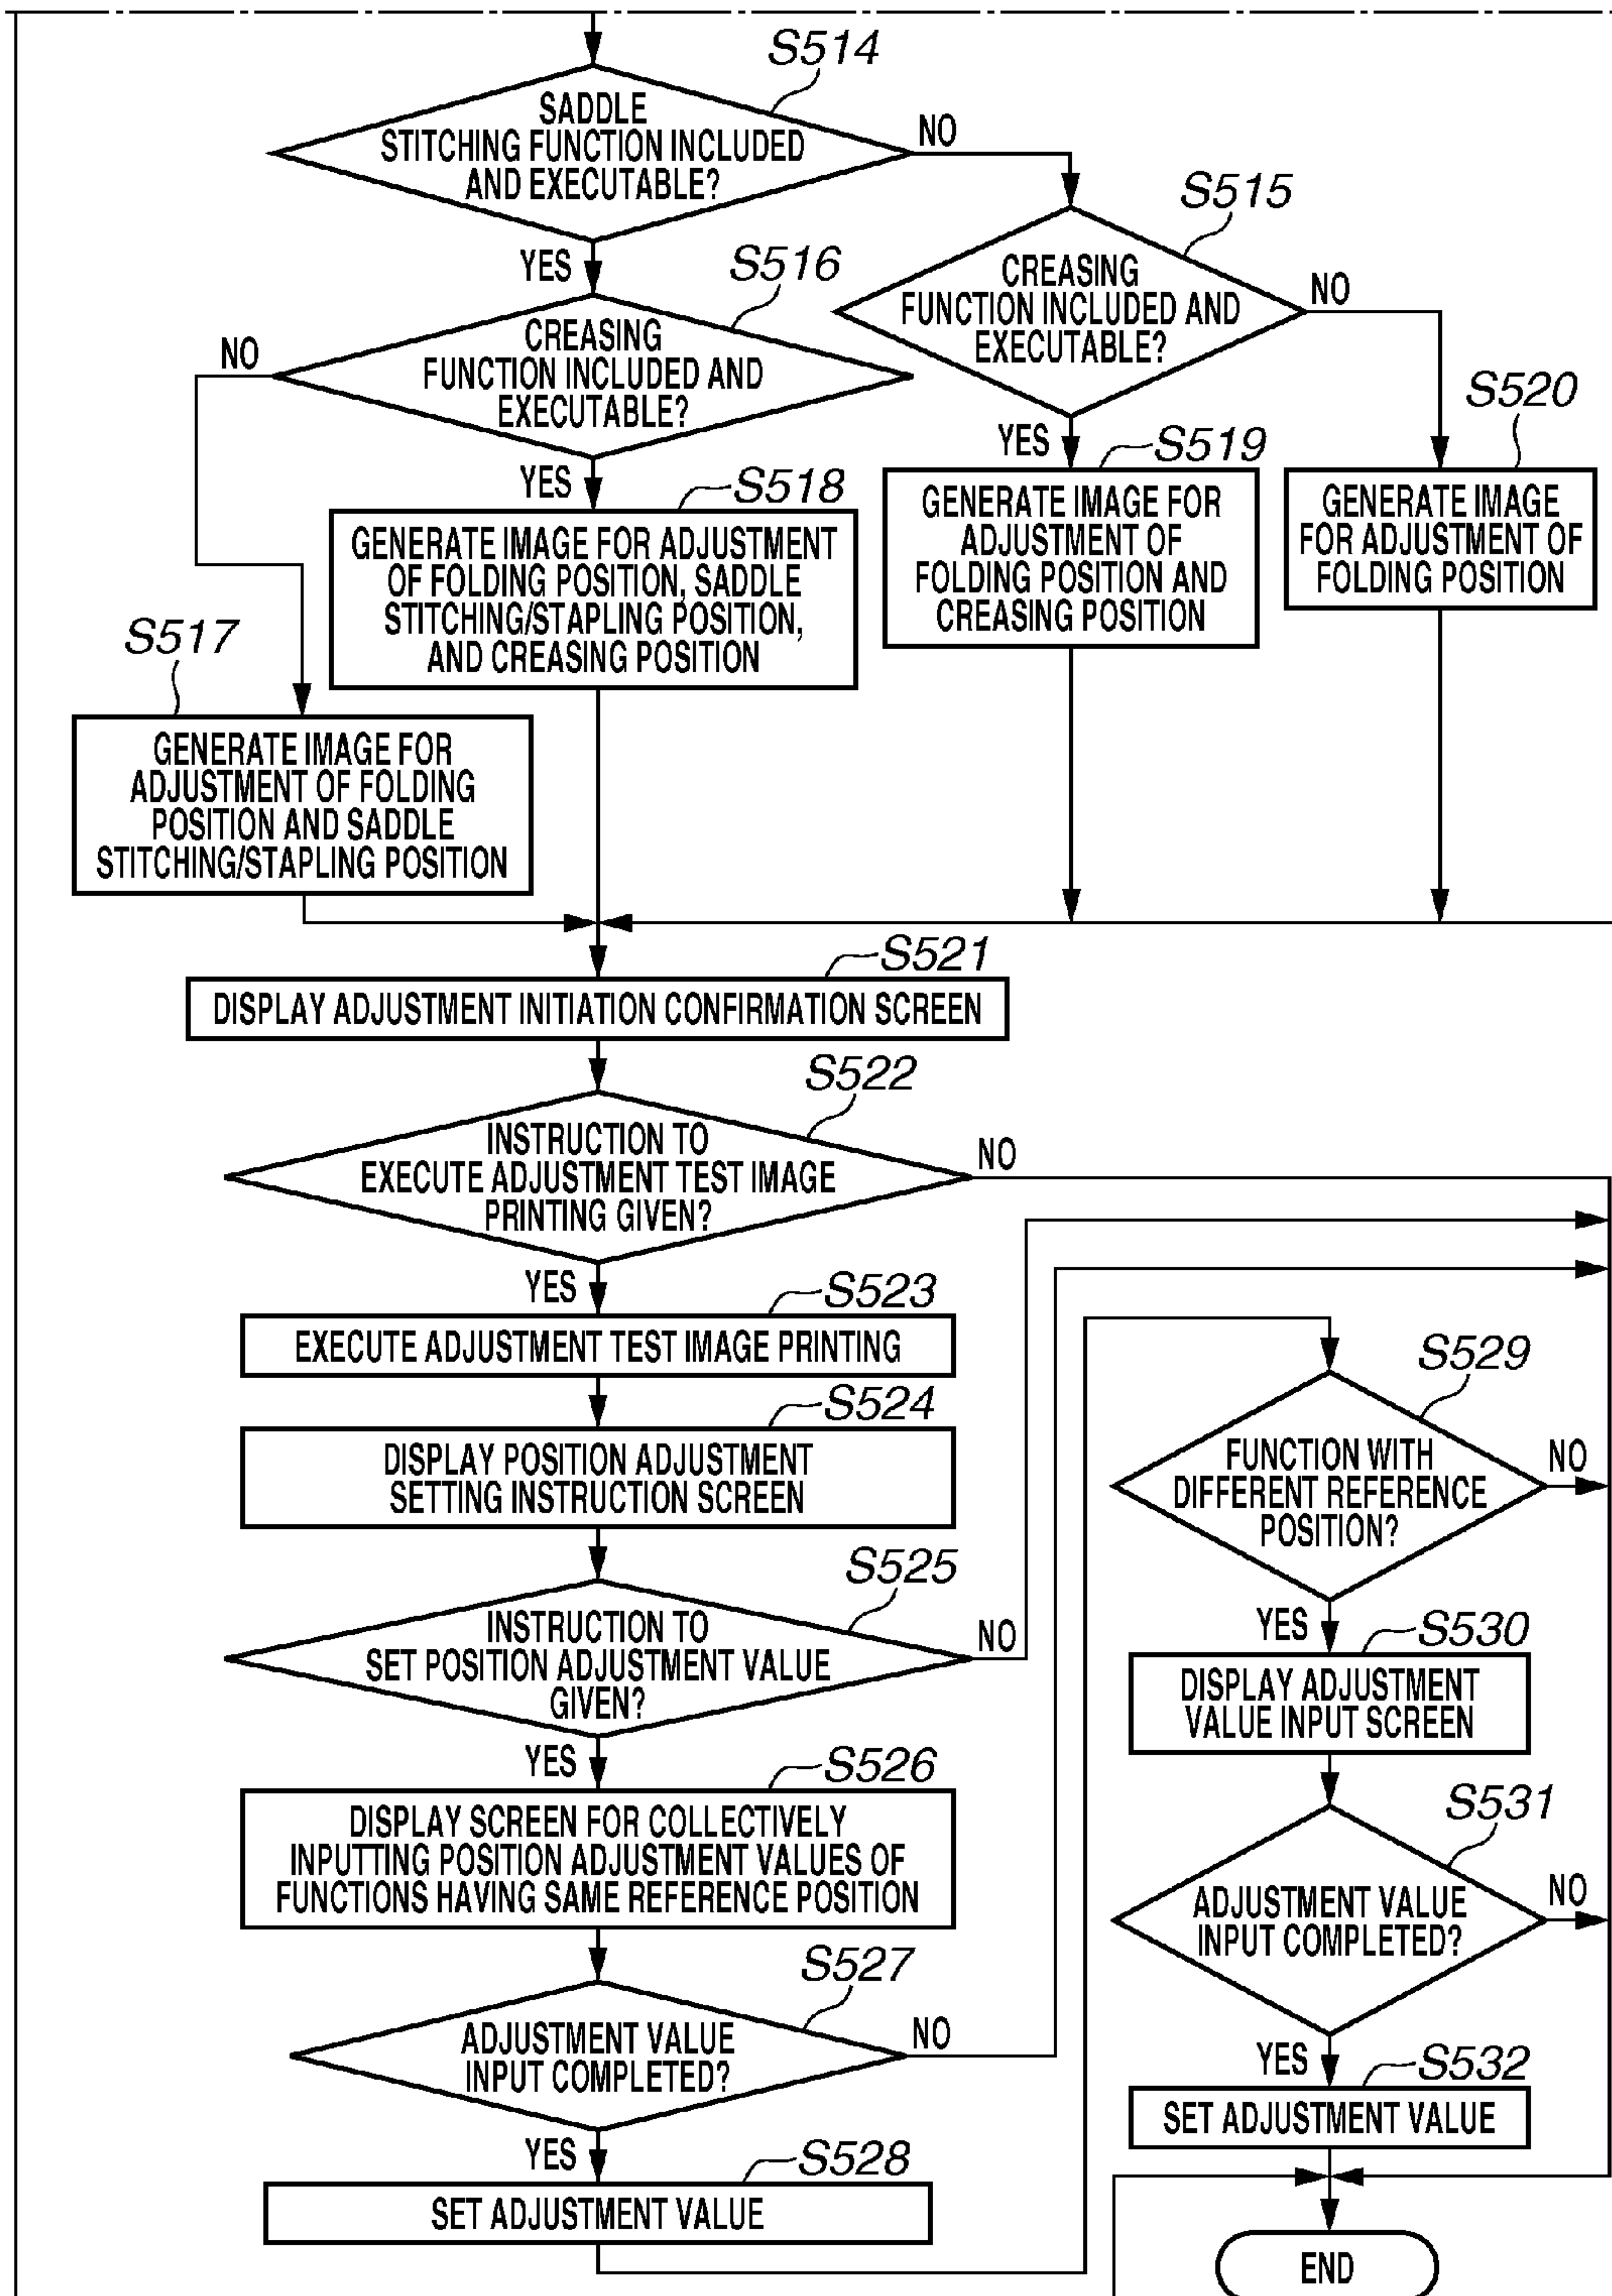 S514
SADDLE
STITCHING FUNCTION INCLUDED
AND EXECUTABLE?
NO
YES
S515
CREASING
FUNCTION INCLUDED AND
EXECUTABLE?
NO
YES
S516
CREASING
FUNCTION INCLUDED AND
EXECUTABLE?
NO
YES
S518
GENERATE IMAGE FOR ADJUSTMENT
OF FOLDING POSITION, SADDLE
STITCHING/STAPLING POSITION,
AND CREASING POSITION
S519
GENERATE IMAGE FOR
ADJUSTMENT OF
FOLDING POSITION AND
CREASING POSITION
S520
GENERATE IMAGE
FOR ADJUSTMENT OF
FOLDING POSITION
S517
GENERATE IMAGE FOR
ADJUSTMENT OF FOLDING
POSITION AND SADDLE
STITCHING/STAPLING POSITION
S521
DISPLAY ADJUSTMENT INITIATION CONFIRMATION SCREEN
S522
INSTRUCTION TO
EXECUTE ADJUSTMENT TEST IMAGE
PRINTING GIVEN?
NO
YES
S523
EXECUTE ADJUSTMENT TEST IMAGE PRINTING
S524
DISPLAY POSITION ADJUSTMENT
SETTING INSTRUCTION SCREEN
S525
INSTRUCTION TO
SET POSITION ADJUSTMENT VALUE
GIVEN?
NO
YES
S526
DISPLAY SCREEN FOR COLLECTIVELY
INPUTTING POSITION ADJUSTMENT VALUES OF
FUNCTIONS HAVING SAME REFERENCE POSITION
S527
ADJUSTMENT VALUE
INPUT COMPLETED?
NO
YES
S528
SET ADJUSTMENT VALUE
S529
FUNCTION WITH
DIFFERENT REFERENCE
POSITION?
NO
YES
S530
DISPLAY ADJUSTMENT
VALUE INPUT SCREEN
S531
ADJUSTMENT VALUE
INPUT COMPLETED?
NO
YES
S532
SET ADJUSTMENT VALUE
END